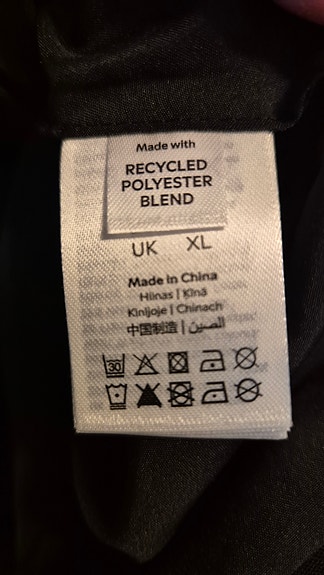 Made with
RECYCLED
POLYESTER
BLEND
UK XL
Made in China
Hiinas | Ķīnā
Kinijoje | Chinach
中国制造 | الصين
30